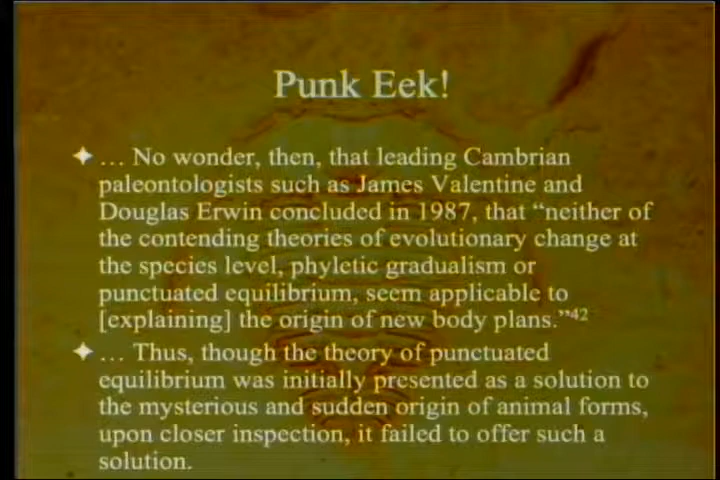 Punk Eek!
… No wonder, then, that leading Cambrian
paleontologists such as James Valentine and
Douglas Erwin concluded in 1987, that “neither of
the contending theories of evolutionary change at
the species level, phyletic gradualism or
punctuated equilibrium, seem applicable to
[explaining] the origin of new body plans.”42
… Thus, though the theory of punctuated
equilibrium was initially presented as a solution to
the mysterious and sudden origin of animal forms,
upon closer inspection, it failed to offer such a
solution.